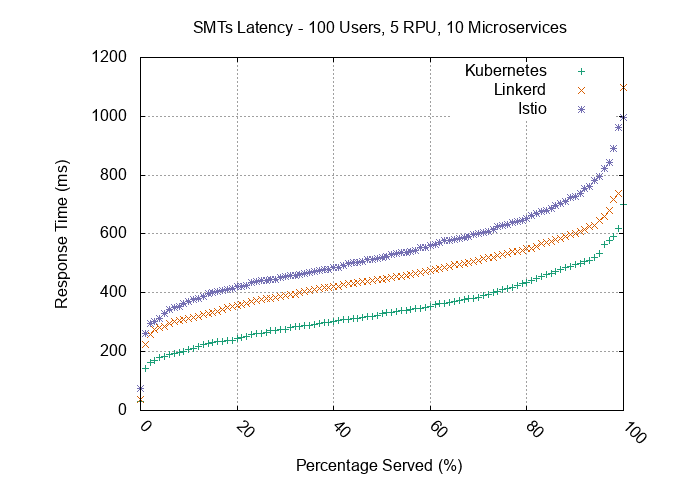 SMTs Latency - 100 Users, 5 RPU, 10 Microservices
1200
1000
800
600
400
200
0
Response Time (ms)
Kubernetes
Linkerd
Istio
0
20
40
60
80
100
Percentage Served (%)